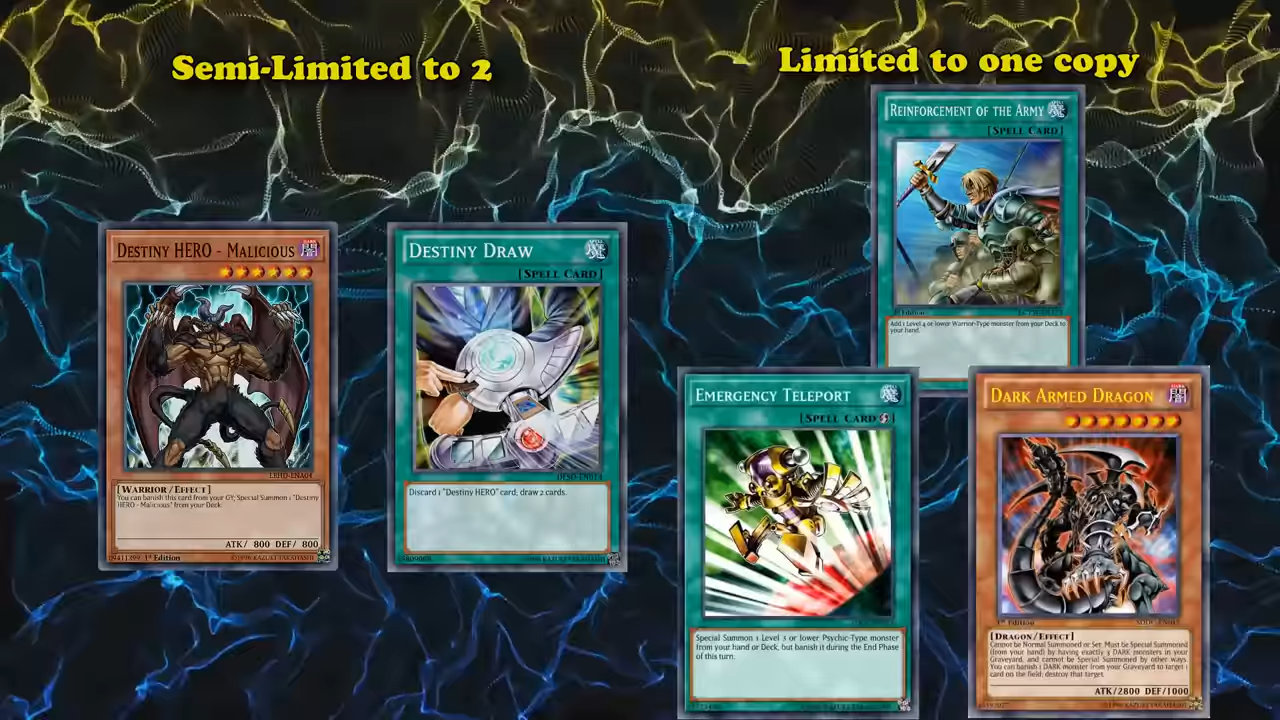 Semi-Limited to 2
Limited to one copy
DESTINY HERO - MALICIOUS
[WARRIOR/EFFECT]
You can banish this card from your GY; Special Summon 1 "Destiny
HERO - Malicious" from your Deck.
ATK/ 800 DEF/ 800
1st Edition
DESTINY DRAW
[SPELL CARD]
Discard 1 "Destiny HERO" card; draw 2 cards.
REINFORCEMENT OF THE ARMY
[SPELL CARD]
Add 1 Level 4 or lower Warrior-Type monster from your Deck to
your hand.
EMERGENCY TELEPORT
[SPELL CARD]
Special Summon 1 Level 3 or lower Psychic-Type monster
from your hand or Deck, but banish it during the End Phase
of this turn.
DARK ARMED DRAGON
1st Edition
[DRAGON/EFFECT]
Cannot be Normal Summoned or Set. Must be Special Summoned
(from your hand) by having exactly 3 DARK monsters in your
Graveyard, and cannot be Special Summoned by other ways.
You can banish 1 DARK monster from your Graveyard to target 1
card on the field; destroy that target.
ATK/2800 DEF/1000